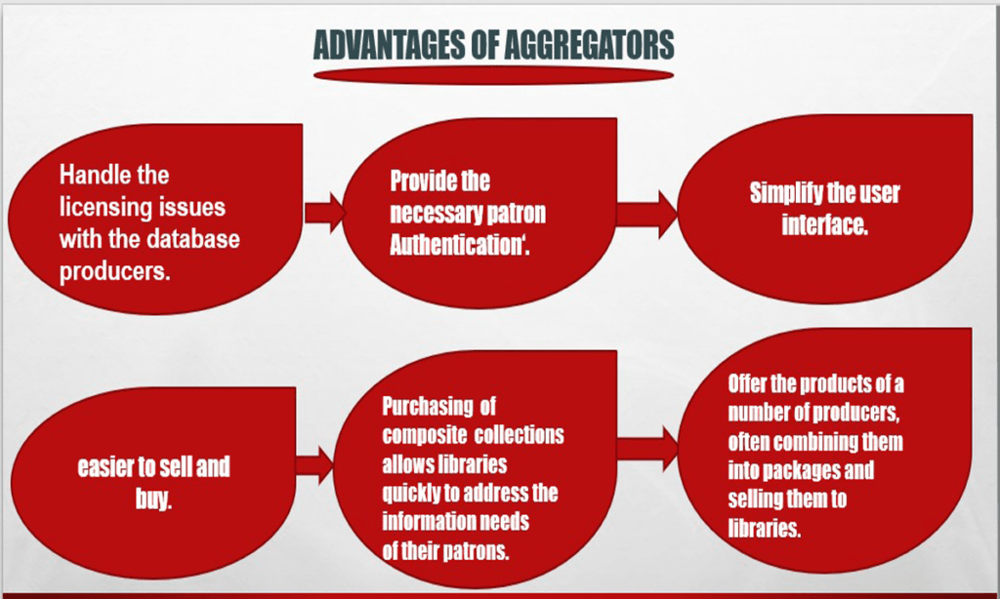 ADVANTAGES OF AGGREGATORS
Handle the
licensing issues
with the database
producers.
Provide the
necessary patron
Authentication‘.
Simplify the user
interface.
easier to sell and
buy.
Purchasing of
composite collections
allows libraries
quickly to address the
information needs
of their patrons.
Offer the products of a
number of producers,
often combining them
into packages and
selling them to
libraries.